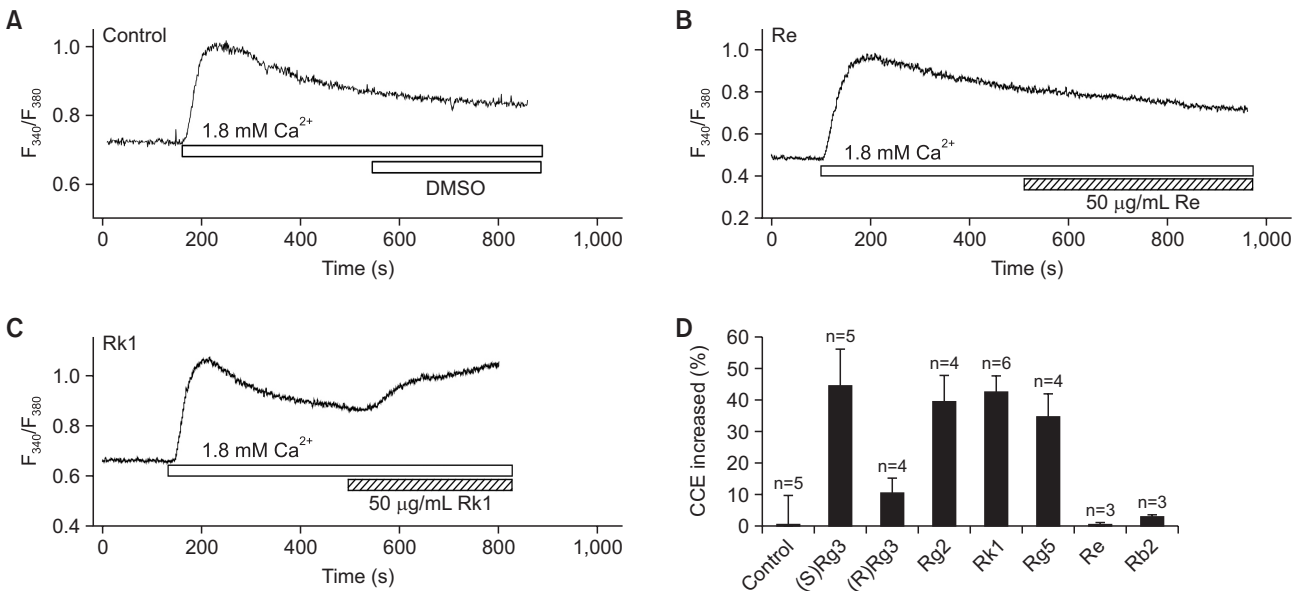 A
Control
1.0
0.8
0.6
F340/F380
1.8 mM Ca2+
DMSO
0 200 400 600 800 1,000
Time (s)
B
Re
1.0
0.8
0.6
0.4
0.2
F340/F380
1.8 mM Ca2+
50 μg/mL Re
0 200 400 600 800 1,000
Time (s)
C
Rk1
1.0
0.8
0.6
0.4
F340/F380
1.8 mM Ca2+
50 μg/mL Rk1
0 200 400 600 800 1,000
Time (s)
D
60
50
40
30
20
10
0
CCE increased (%)
n=5 n=5 n=4 n=4 n=6 n=4 n=3 n=3
Control (S)Rg3 (R)Rg3 Rg2 Rk1 Rg5 Re Rb2